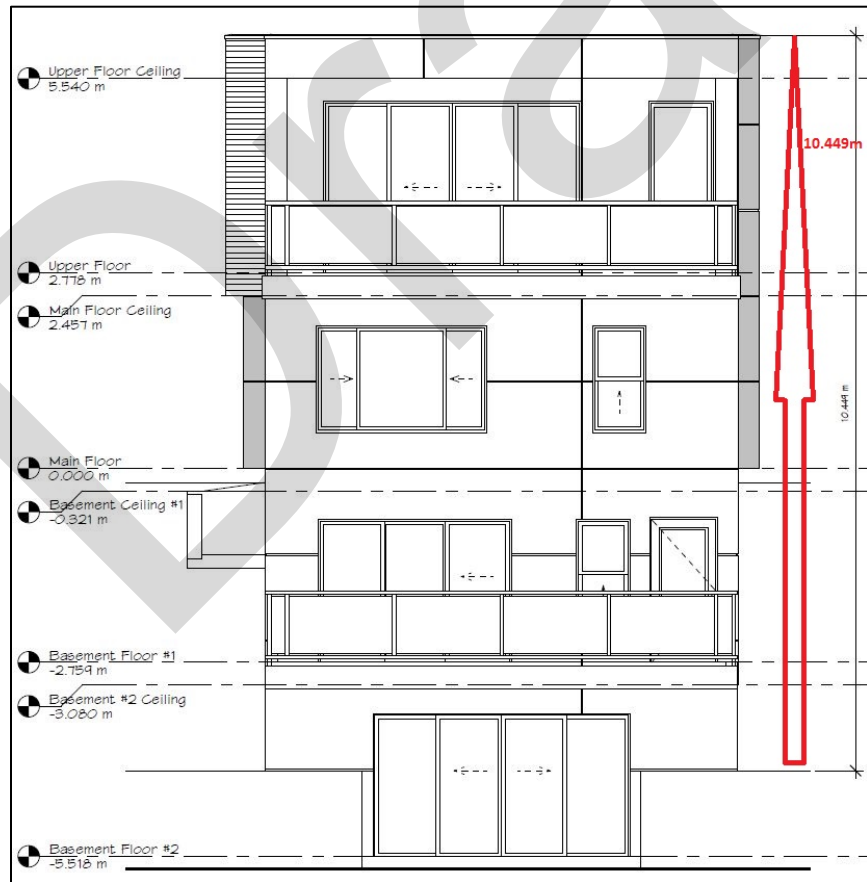 Upper Floor Ceiling
5.540 m
10.449m
Upper Floor
2.778 m
Main Floor Ceiling
2.457 m
10.449 m
Main Floor
0.000 m
Basement Ceiling #1
-0.321 m
Basement Floor #1
-2.759 m
Basement #2 Ceiling
-3.080 m
Basement Floor #2
-5.518 m